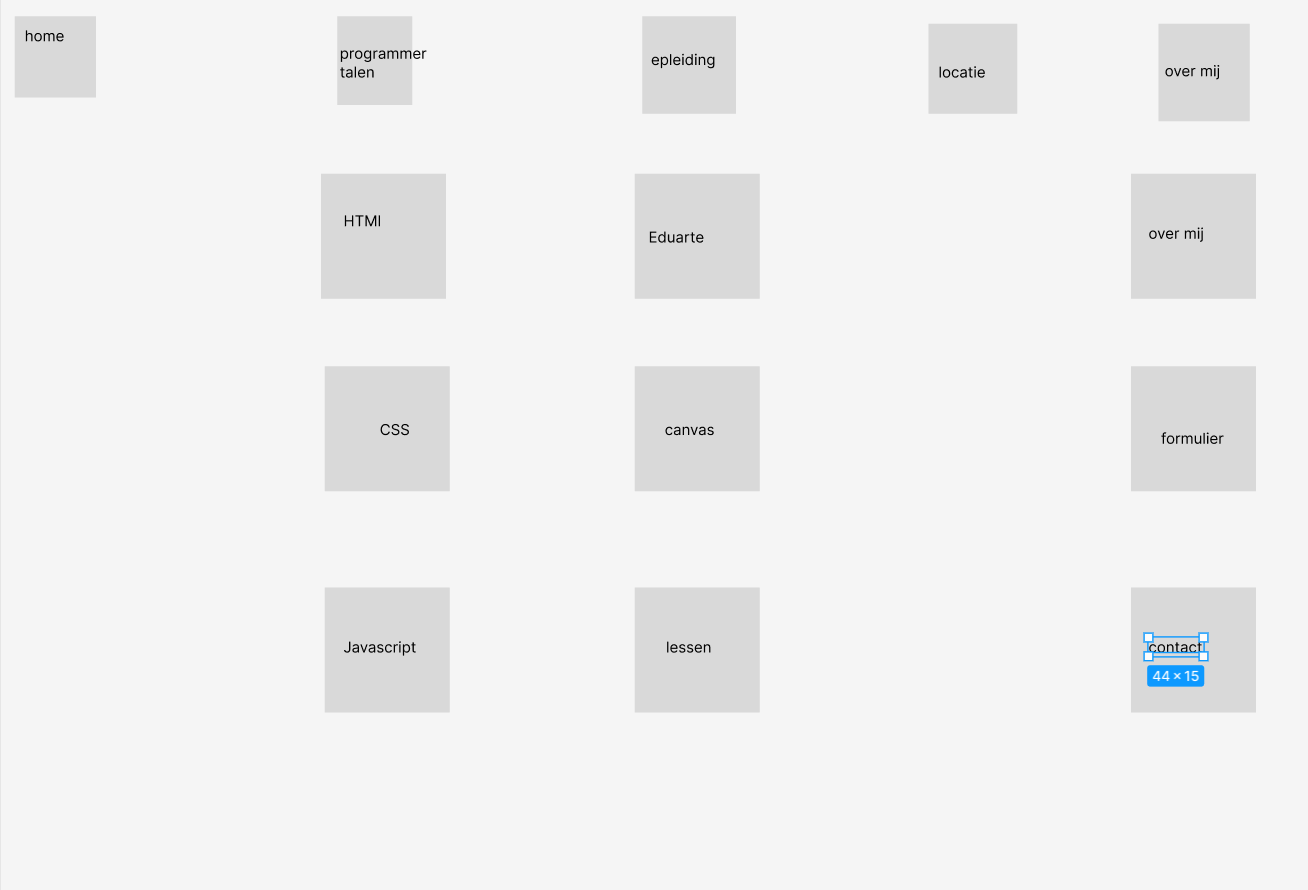 home
programmer
talen
epleiding
locatie
over mij
HTMl
Eduarte
over mij
CSS
canvas
formulier
Javascript
lessen
contact
44 × 15